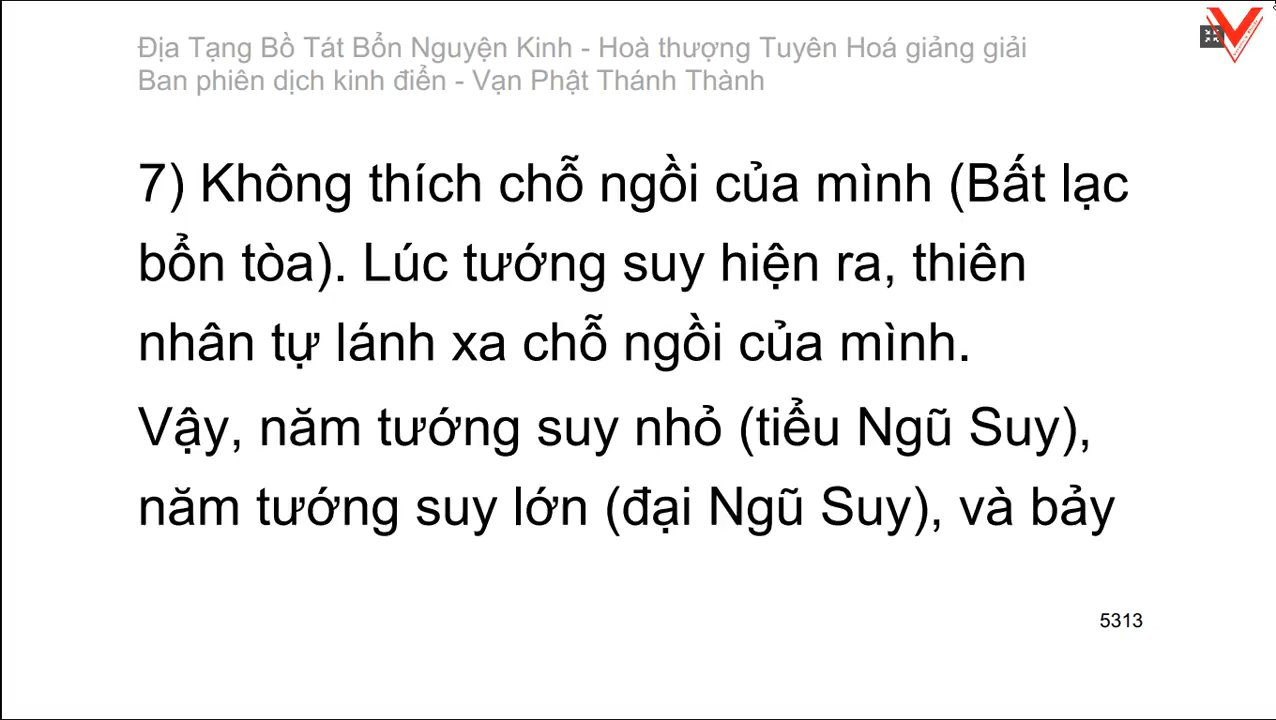 Địa Tạng Bồ Tát Bổn Nguyện Kinh - Hoà thượng Tuyên Hoá giảng giải
Ban phiên dịch kinh điển - Vạn Phật Thánh Thành
7) Không thích chỗ ngồi của mình (Bất lạc
bổn tòa). Lúc tướng suy hiện ra, thiên
nhân tự lánh xa chỗ ngồi của mình.
Vậy, năm tướng suy nhỏ (tiểu Ngũ Suy),
năm tướng suy lớn (đại Ngũ Suy), và bảy
5313